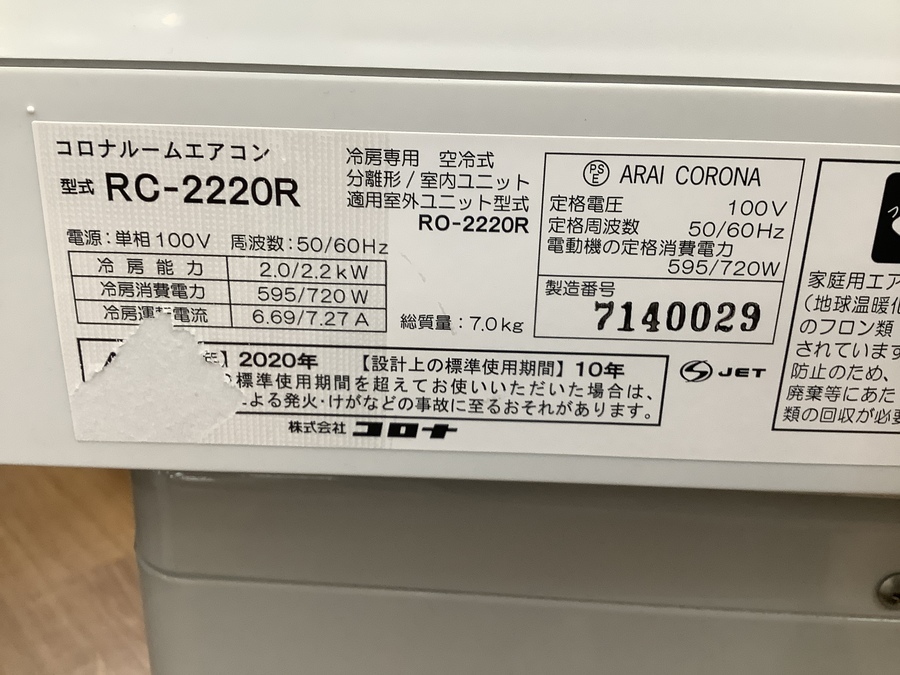 コロナルームエアコン
型式 RC-2220R
冷房専用 空冷式
分離形/室内ユニット
適用室外ユニット型式
RO-2220R
電源:単相100V 周波数:50/60Hz
冷房能力 2.0/2.2kW
冷房消費電力 595/720W
冷房運転電流 6.69/7.27A
総質量:7.0kg
PSE ARAI CORONA
定格電圧 100V
定格周波数 50/60Hz
電動機の定格消費電力
595/720W
製造番号
7140029
年】2020年 【設計上の標準使用期間】10年
標準使用期間を超えてお使いいただいた場合は、
よる発火・けがなどの事故に至るおそれがあります。
株式会社 コロナ
JET
家庭用エア
(地球温暖化
のフロン類
されています
防止のため、
廃棄等にあた
類の回収が必要